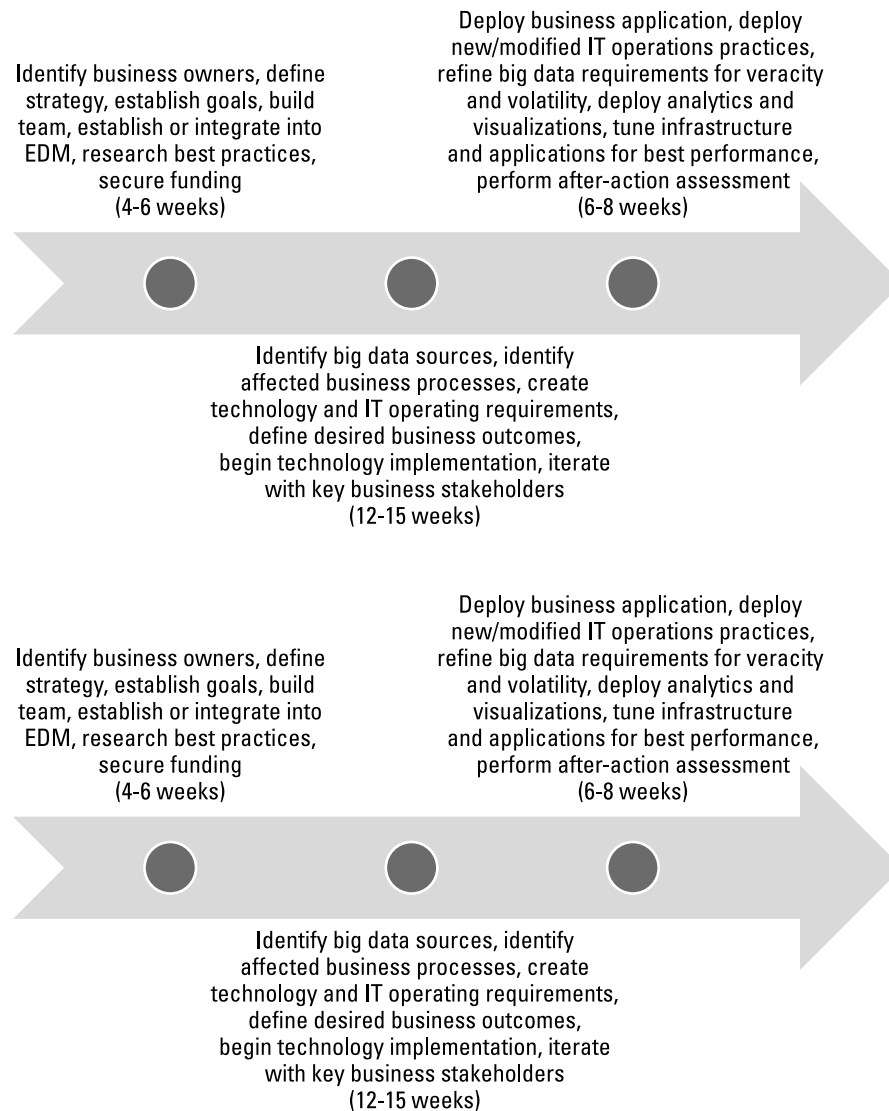 Identify business owners, define
strategy, establish goals, build
team, establish or integrate into
EDM, research best practices,
secure funding
(4-6 weeks)
Deploy business application, deploy
new/modified IT operations practices,
refine big data requirements for veracity
and volatility, deploy analytics and
visualizations, tune infrastructure
and applications for best performance,
perform after-action assessment
(6-8 weeks)
Identify big data sources, identify
affected business processes, create
technology and IT operating requirements,
define desired business outcomes,
begin technology implementation, iterate
with key business stakeholders
(12-15 weeks)
Identify business owners, define
strategy, establish goals, build
team, establish or integrate into
EDM, research best practices,
secure funding
(4-6 weeks)
Deploy business application, deploy
new/modified IT operations practices,
refine big data requirements for veracity
and volatility, deploy analytics and
visualizations, tune infrastructure
and applications for best performance,
perform after-action assessment
(6-8 weeks)
Identify big data sources, identify
affected business processes, create
technology and IT operating requirements,
define desired business outcomes,
begin technology implementation, iterate
with key business stakeholders
(12-15 weeks)